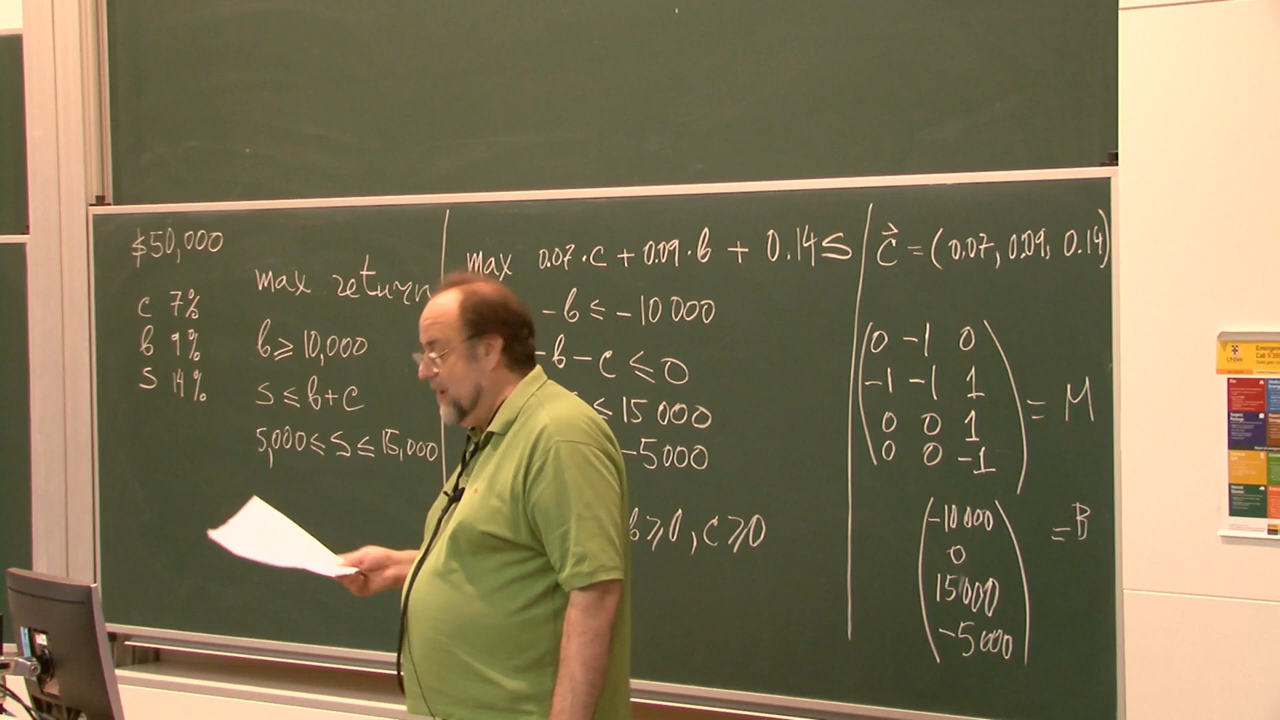 $50,000
max return
c 7%
b 9%
s 14%
b ≥ 10,000
s ≤ b + c
5,000 ≤ s ≤ 15,000
max 0.07·c + 0.09·b + 0.14s
-b ≤ -10 000
-b - c ≤ 0
≤ 15 000
-5000
b ≥ 0, c ≥ 0
c⃗ = (0.07, 0.09, 0.14)
0 -1 0
-1 -1 1
0 0 1
0 0 -1
= M
-10 000
0
15 000
-5 000
= B